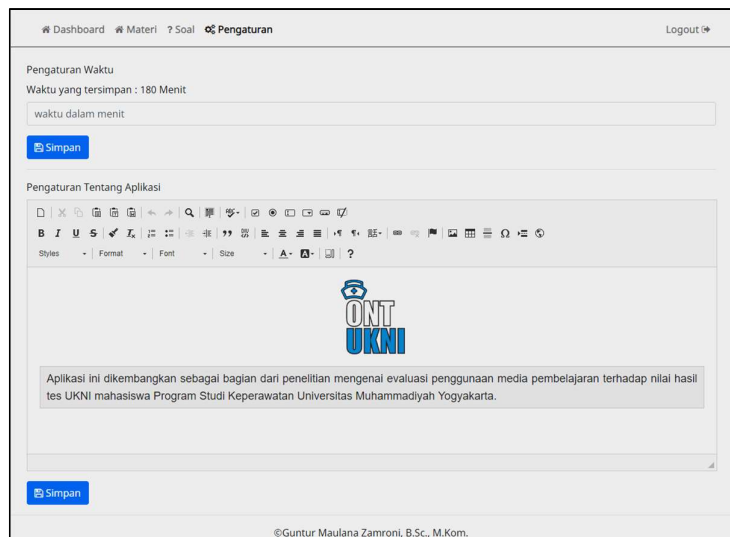 Dashboard Materi ? Soal Pengaturan Logout
Pengaturan Waktu
Waktu yang tersimpan : 180 Menit
waktu dalam menit
Simpan
Pengaturan Tentang Aplikasi
B I U S Ix
Styles Format Font Size A A ?
ONT
UKNI
Aplikasi ini dikembangkan sebagai bagian dari penelitian mengenai evaluasi penggunaan media pembelajaran terhadap nilai hasil
tes UKNI mahasiswa Program Studi Keperawatan Universitas Muhammadiyah Yogyakarta.
Simpan
©Guntur Maulana Zamroni, B.Sc., M.Kom.